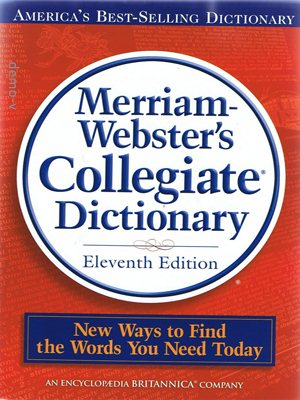 AMERICA'S BEST-SELLING DICTIONARY
demo-v
Merriam-
Webster's
Collegiate®
Dictionary
Eleventh Edition
New Ways to Find
the Words You Need Today
AN ENCYCLOPÆDIA BRITANNICA® COMPANY